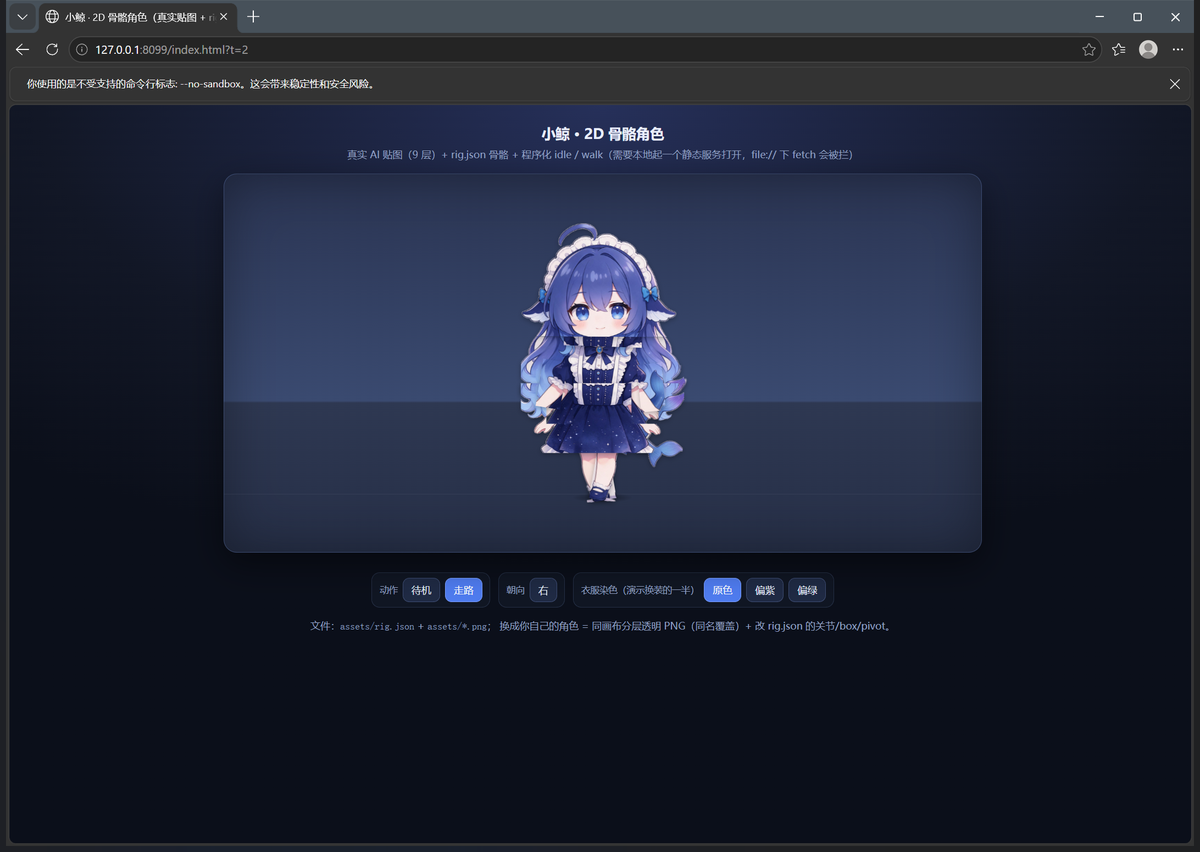 小鲸 · 2D 骨骼角色（真实贴图 + ri
127.0.0.1:8099/index.html?t=2
你使用的是不受支持的命令行标志: --no-sandbox。这会带来稳定性和安全风险。
小鲸 · 2D 骨骼角色
真实 AI 贴图（9 层）+ rig.json 骨骼 + 程序化 idle / walk（需要本地起一个静态服务打开，file:// 下 fetch 会被拦）
动作 待机 走路 朝向 右 衣服染色（演示换装的一半） 原色 偏紫 偏绿
文件：assets/rig.json + assets/*.png； 换成你自己的角色 = 同画布分层透明 PNG（同名覆盖）+ 改 rig.json 的关节/box/pivot。